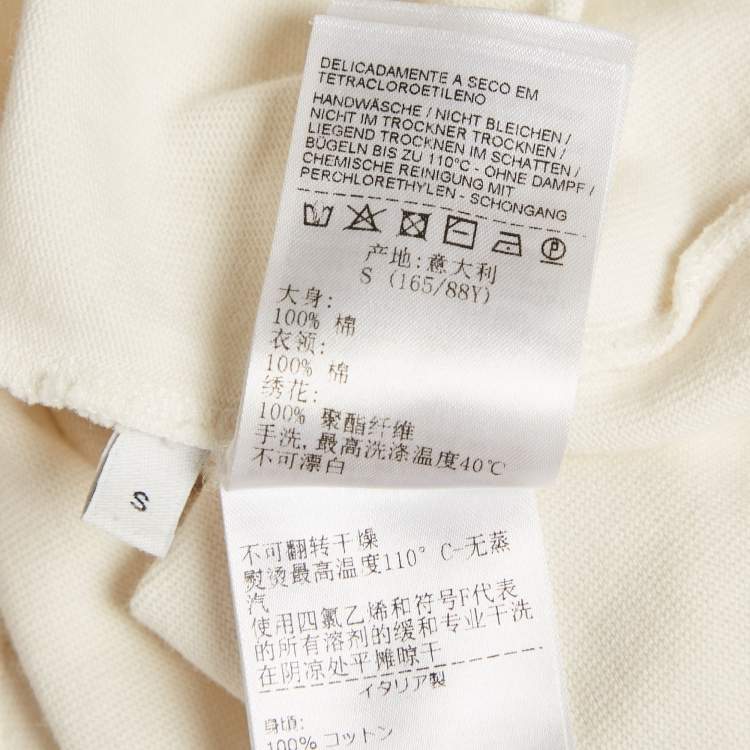 DELICADAMENTE A SECO EM
TETRACLOROETILENO
HANDWÄSCHE / NICHT BLEICHEN /
NICHT IM TROCKNER TROCKNEN /
LIEGEND TROCKNEN IM SCHATTEN /
BÜGELN BIS ZU 110°C - OHNE DAMPF /
CHEMISCHE REINIGUNG MIT
PERCHLORETHYLEN - SCHONGANG
P
产地:意大利
S (165/88Y)
大身:
100% 棉
衣领:
100% 棉
绣花:
100% 聚酯纤维
手洗,最高洗涤温度40℃
不可漂白
S
不可翻转干燥
熨烫最高温度110° C-无蒸
汽
使用四氯乙烯和符号F代表
的所有溶剂的缓和专业干洗
在阴凉处平摊晾干
イタリア製
身頃:
100% コットン